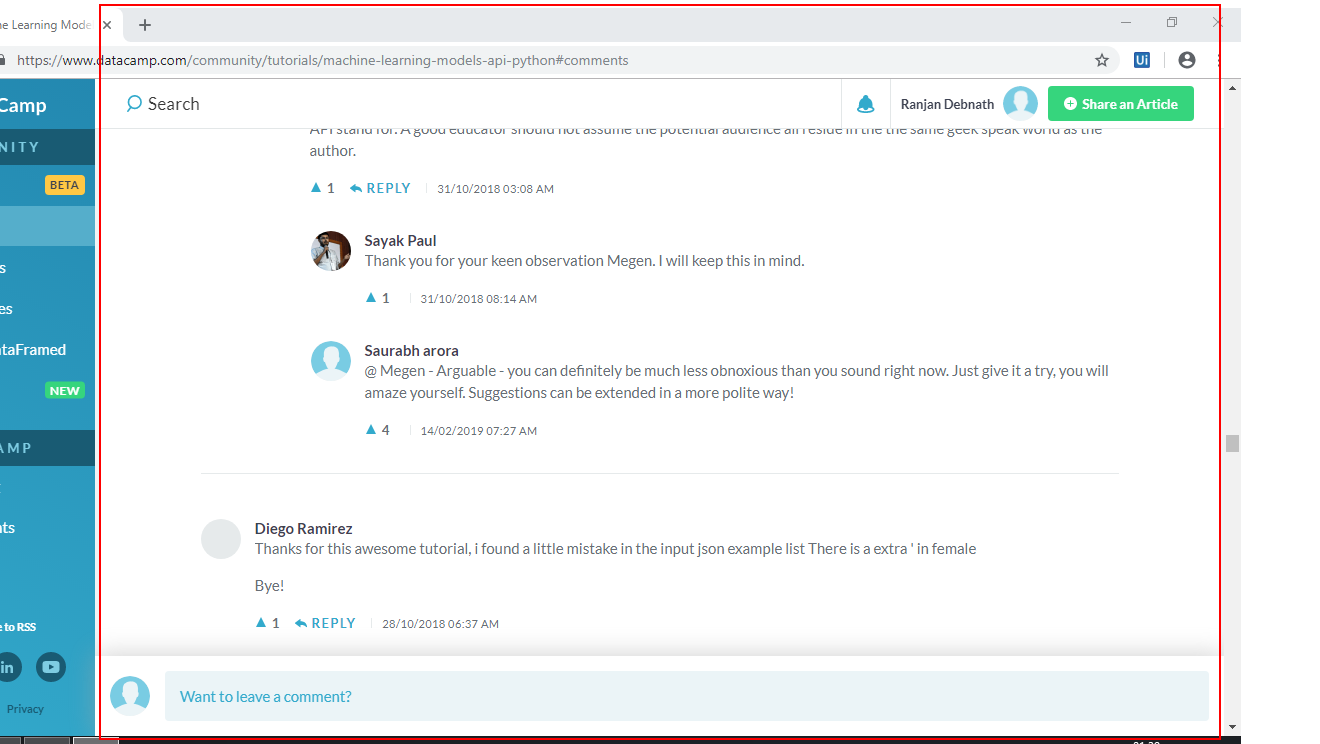 ne Learning Mode
https://www.datacamp.com/community/tutorials/machine-learning-models-api-python#comments
Ui
Camp
Search
Ranjan Debnath
Share an Article
NITY
BETA
s
es
ataFramed
NEW
AMP
t
nts
e to RSS
in
Privacy
API stand for. A good educator should not assume the potential audience all reside in the the same geek speak world as the
author.
1 REPLY 31/10/2018 03:08 AM
Sayak Paul
Thank you for your keen observation Megen. I will keep this in mind.
1 31/10/2018 08:14 AM
Saurabh arora
@ Megen - Arguable - you can definitely be much less obnoxious than you sound right now. Just give it a try, you will
amaze yourself. Suggestions can be extended in a more polite way!
4 14/02/2019 07:27 AM
Diego Ramirez
Thanks for this awesome tutorial, i found a little mistake in the input json example list There is a extra ' in female
Bye!
1 REPLY 28/10/2018 06:37 AM
Want to leave a comment?